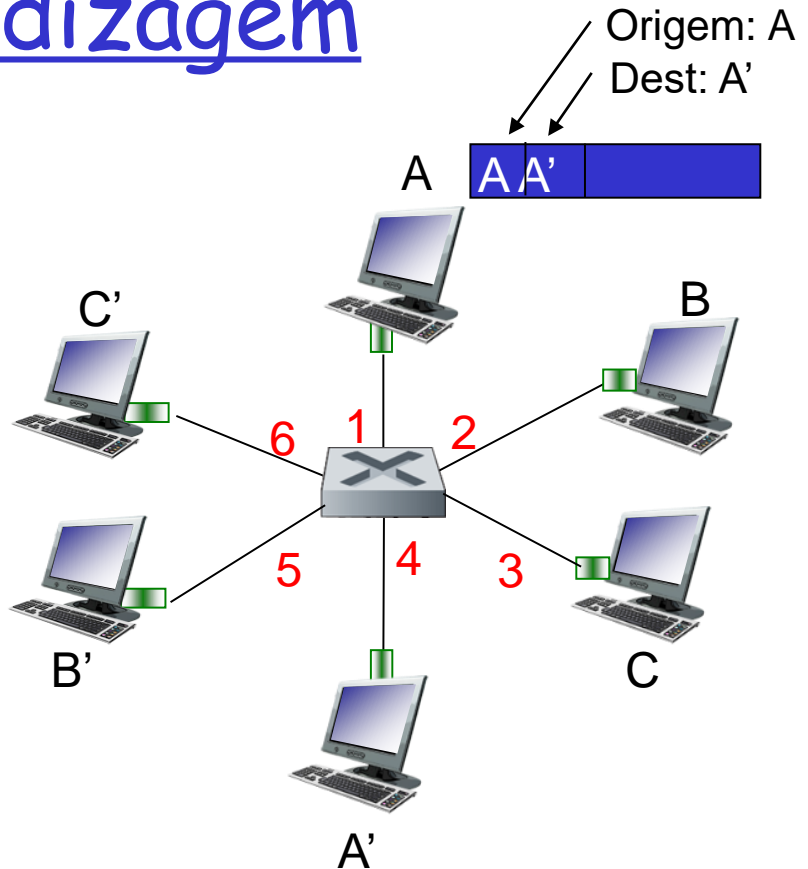 dizagem
Origem: A
Dest: A’
A
A A’
C’
B
6
1
2
5
4
3
B’
C
A’